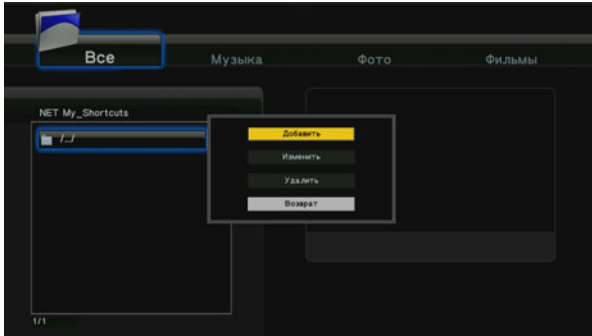 Все
Музыка
Фото
Фильмы
NET My_Shortcuts
/../
Добавить
Изменить
Удалить
Возврат
1/1